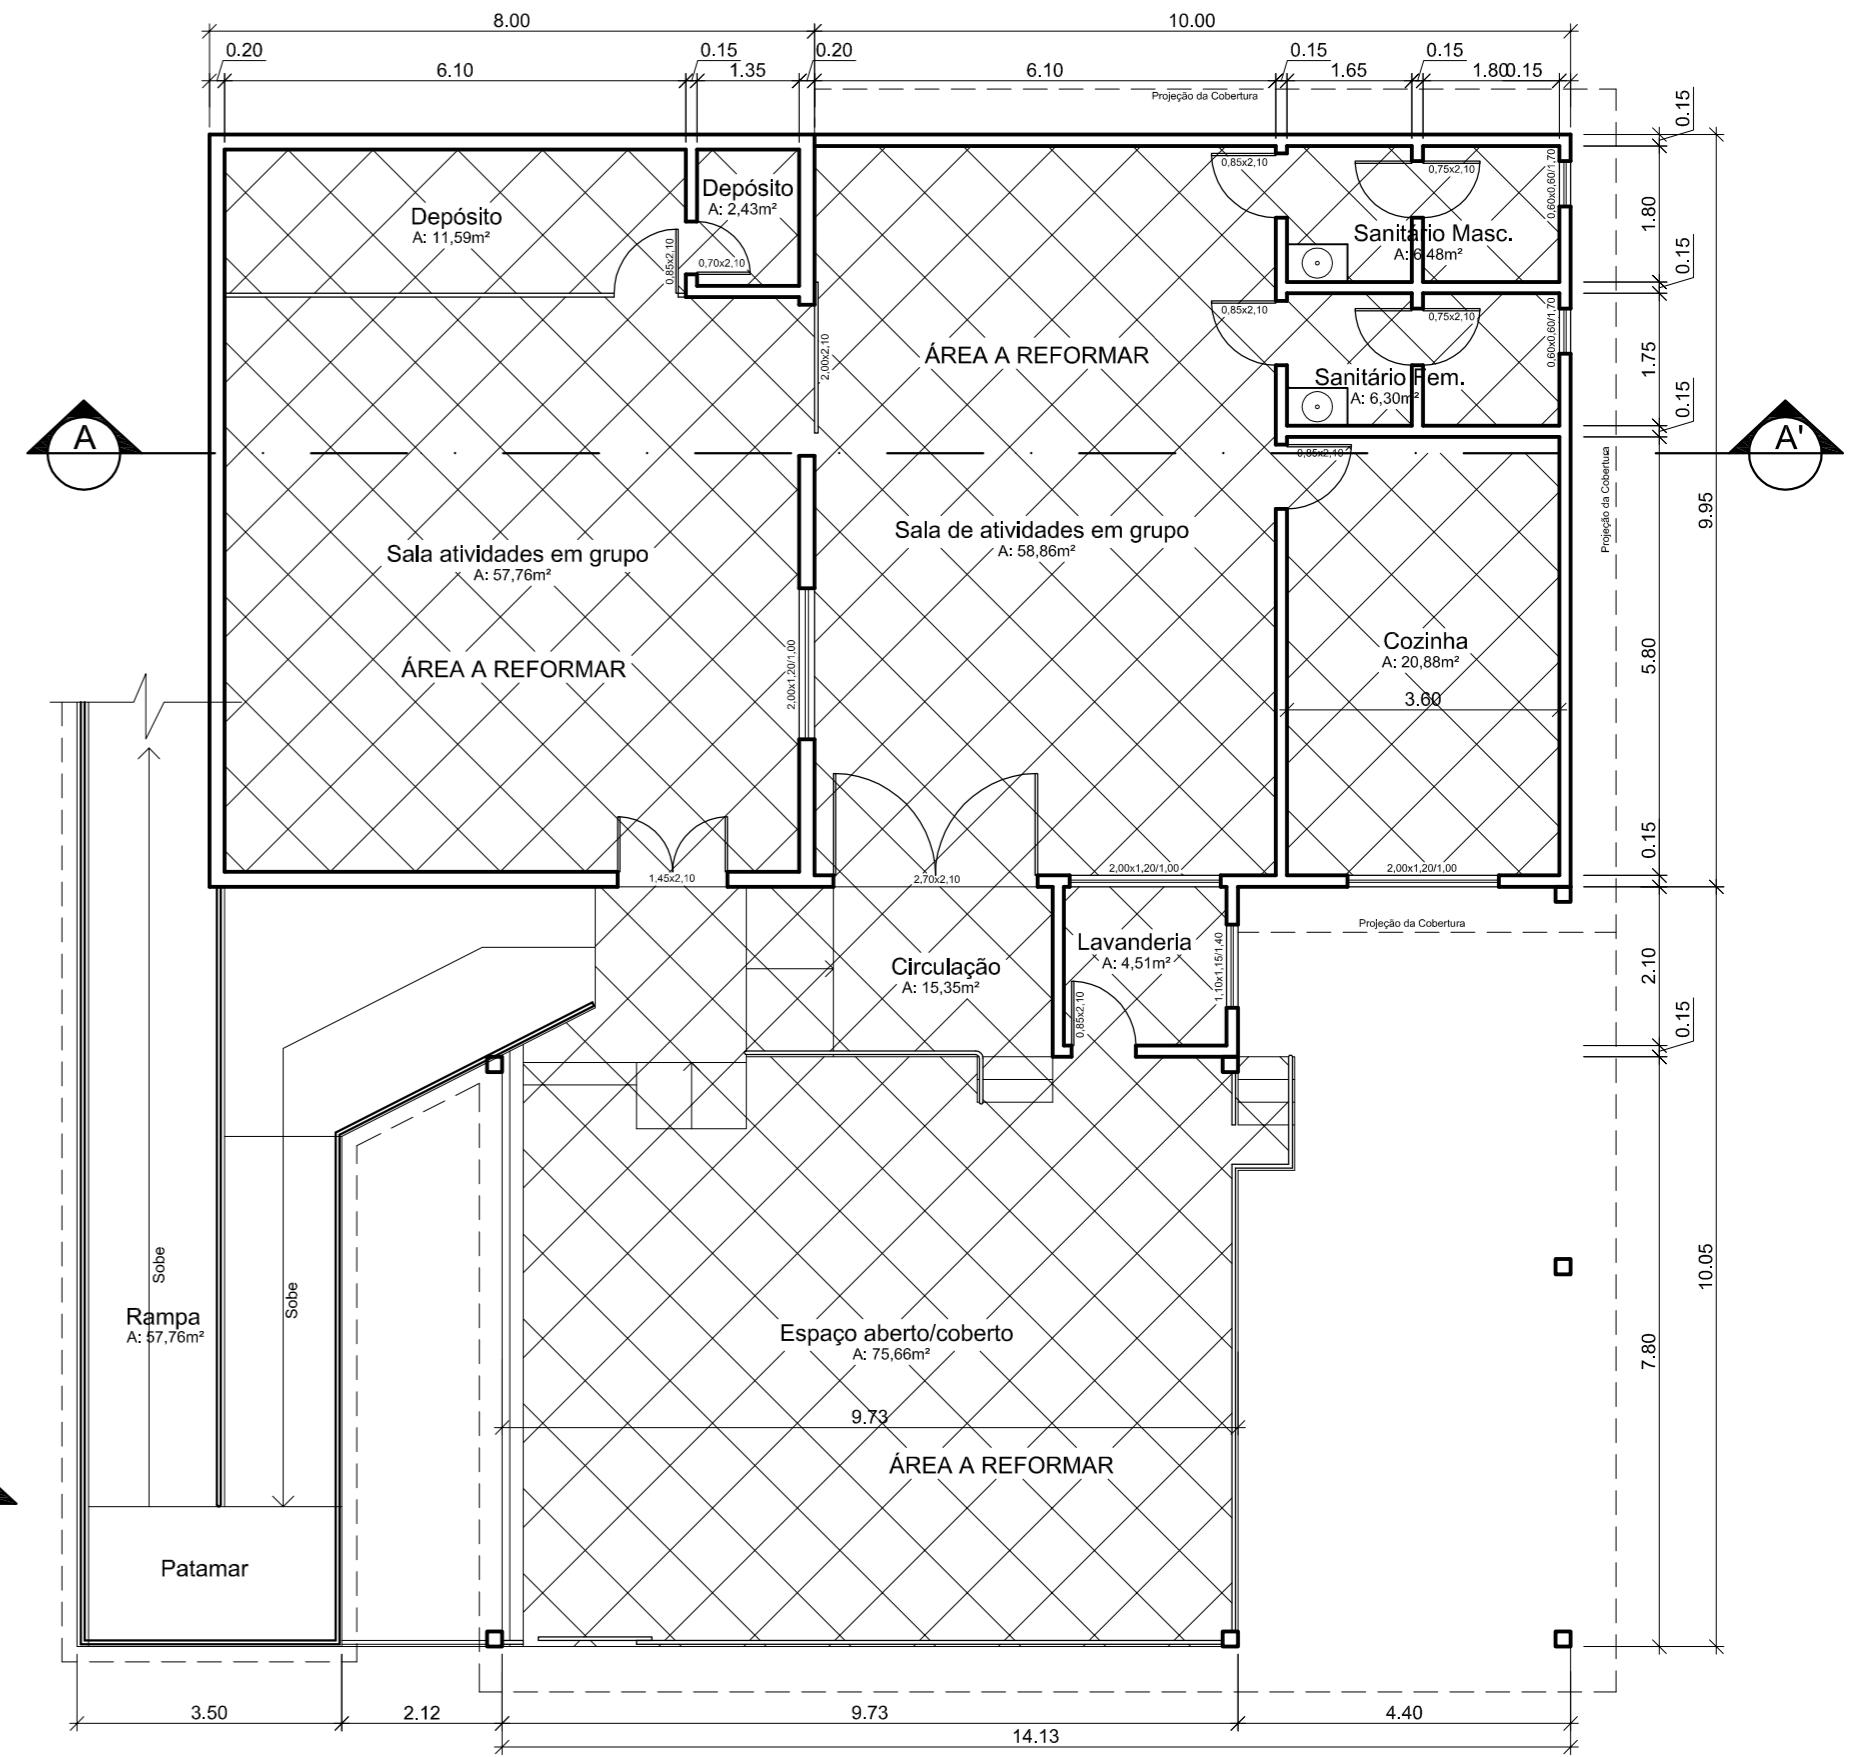 8.00
10.00
0.20
0.15
0.20
0.15
0.15
6.10
1.35
6.10
1.65
1.80
0.15
Projeção da Cobertura
0.15
0,85x2,10
0,75x2,10
0,60x0,60/1,70
Depósito
A: 2,43m²
Depósito
A: 11,59m²
1.80
Sanitário Masc.
A: 6,48m²
0,85x2,10
0,70x2,10
0.15
0,85x2,10
0,75x2,10
0,60x0,60/1,70
2,00x2,10
ÁREA A REFORMAR
1.75
Sanitário Fem.
A: 6,30m²
0.15
A
A'
0,85x2,10
Projeção da Cobertura
9.95
Sala de atividades em grupo
A: 58,86m²
Sala atividades em grupo
A: 57,76m²
Cozinha
A: 20,88m²
5.80
ÁREA A REFORMAR
2,00x1,20/1,00
3.60
0.15
1,45x2,10
2,70x2,10
2,00x1,20/1,00
2,00x1,20/1,00
Projeção da Cobertura
Lavanderia
A: 4,51m²
1,10x1,15/1,40
2.10
Circulação
A: 15,35m²
0,85x2,10
0.15
Sobe
Sobe
10.05
Rampa
A: 57,76m²
Espaço aberto/coberto
A: 75,66m²
7.80
9.73
ÁREA A REFORMAR
Patamar
3.50
2.12
9.73
4.40
14.13